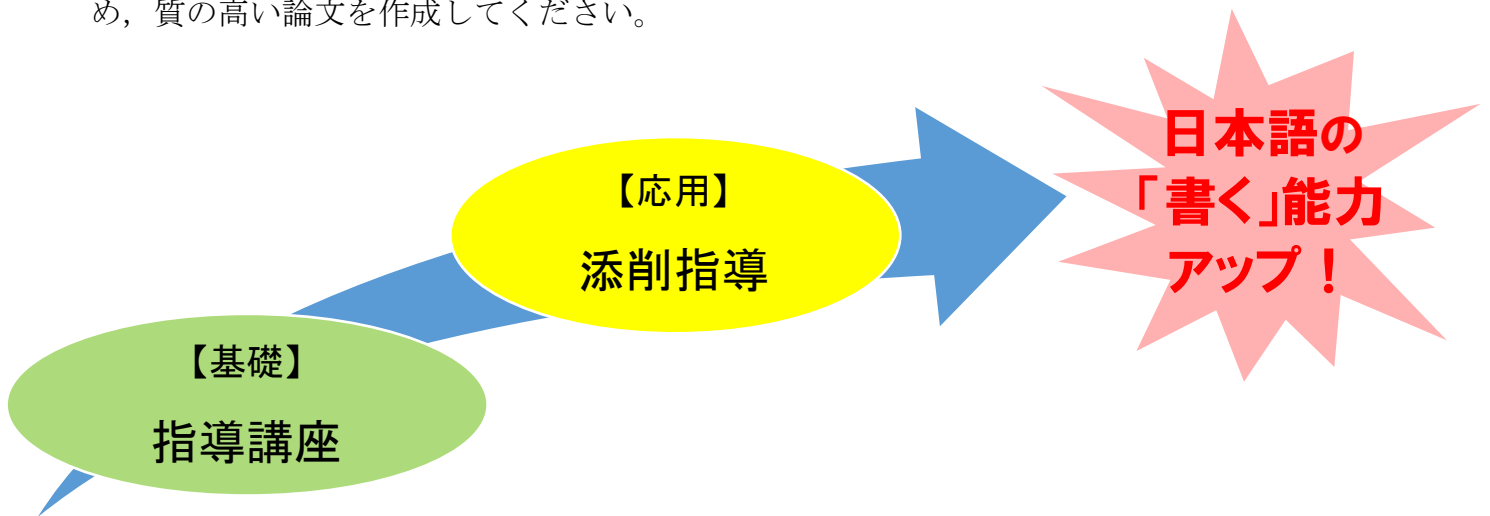 め，質の高い論文を作成してください。
日本語の
「書く」能力
アップ！
【応用】
添削指導
【基礎】
指導講座